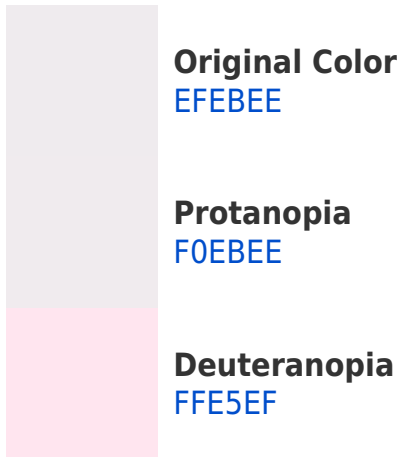 Original Color
EFEBEE
Protanopia
F0EBEE
Deuteranopia
FFE5EF